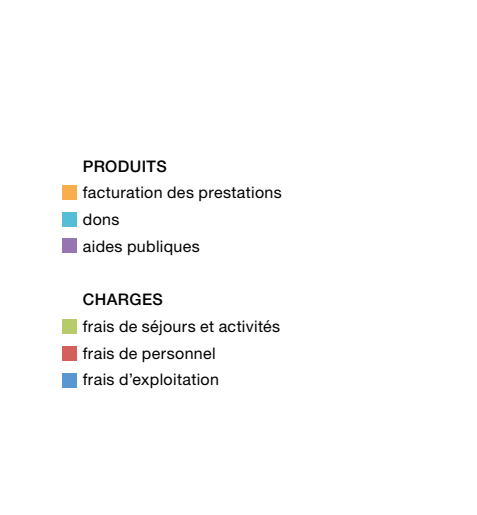 PRODUITS
facturation des prestations
dons
aides publiques
CHARGES
frais de séjours et activités
frais de personnel
frais d’exploitation